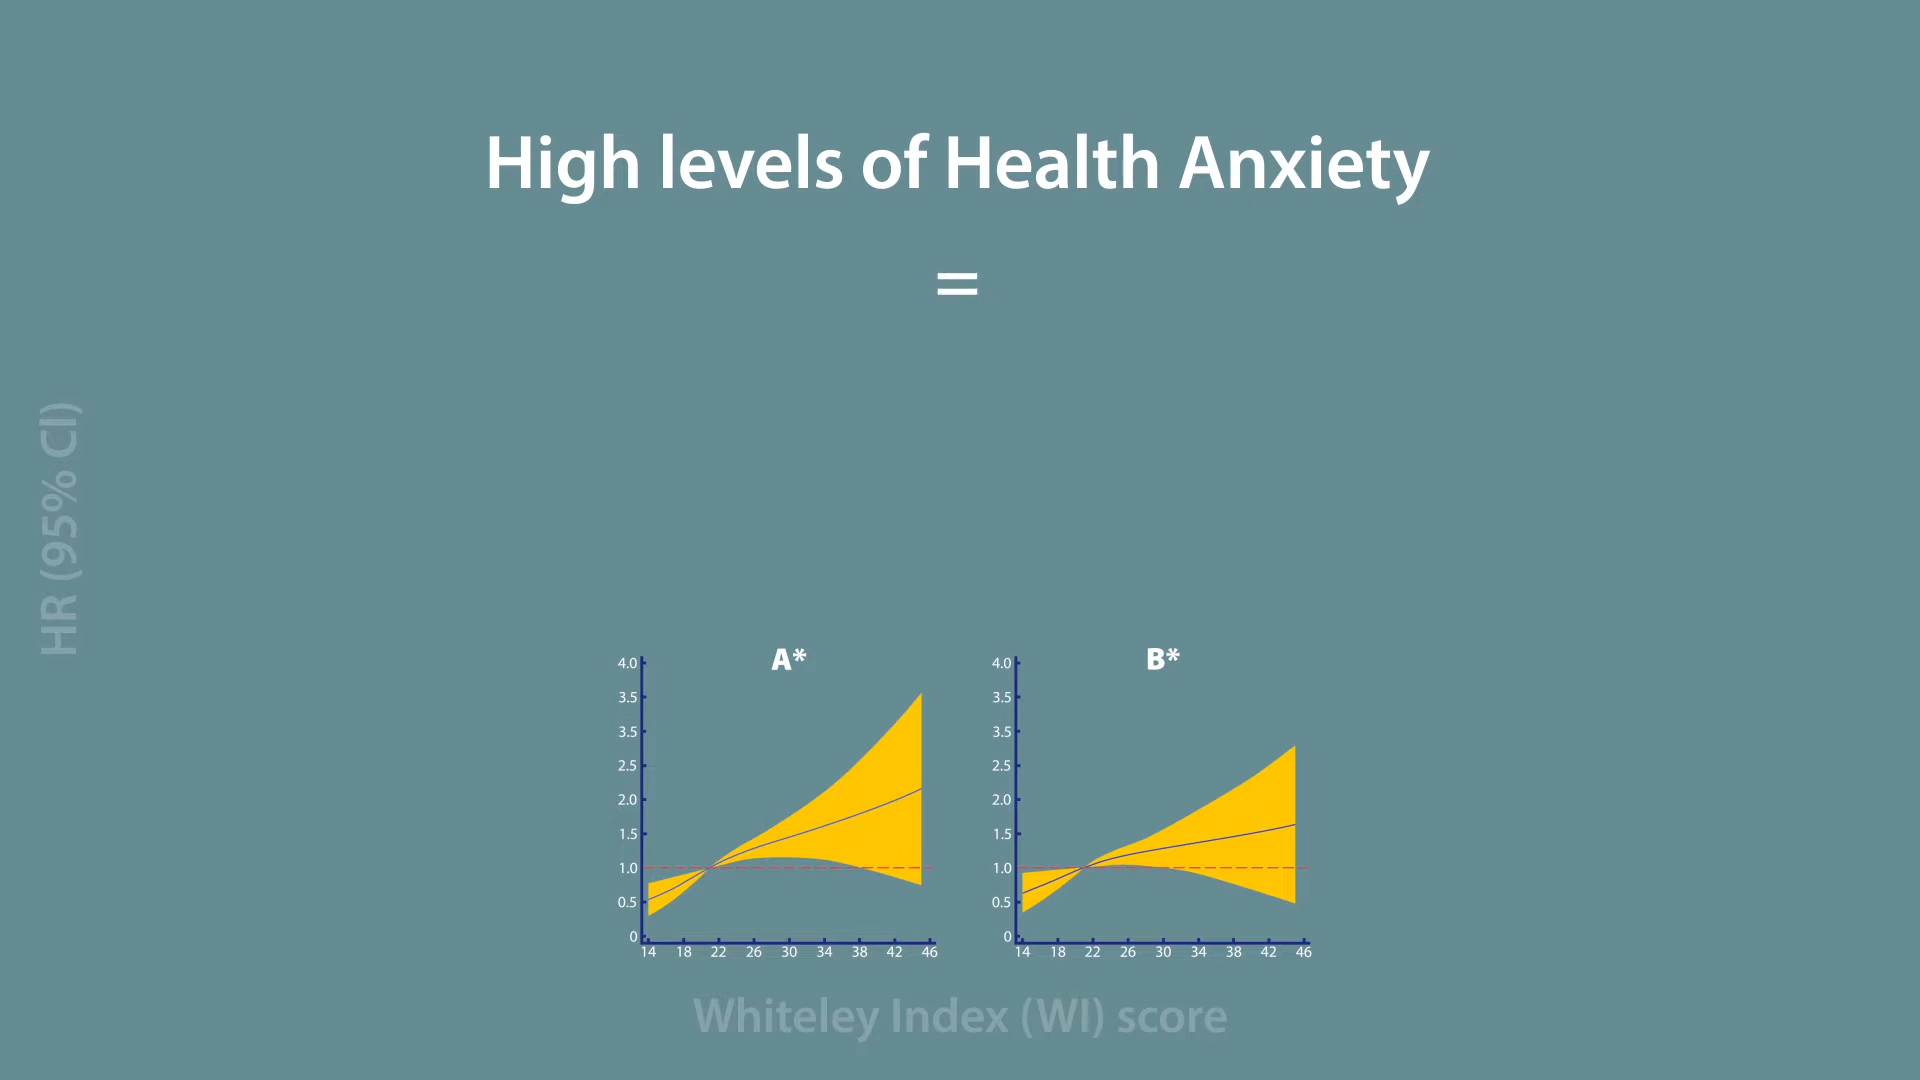 High levels of Health Anxiety
=
HR (95% CI)
A*
4.0
3.5
3.5
2.5
2.0
1.5
1.0
0.5
0
14 18 22 26 30 34 38 42 46
B*
4.0
3.5
3.5
2.5
2.0
1.5
1.0
0.5
0
14 18 22 26 30 34 38 42 46
Whiteley Index (WI) score